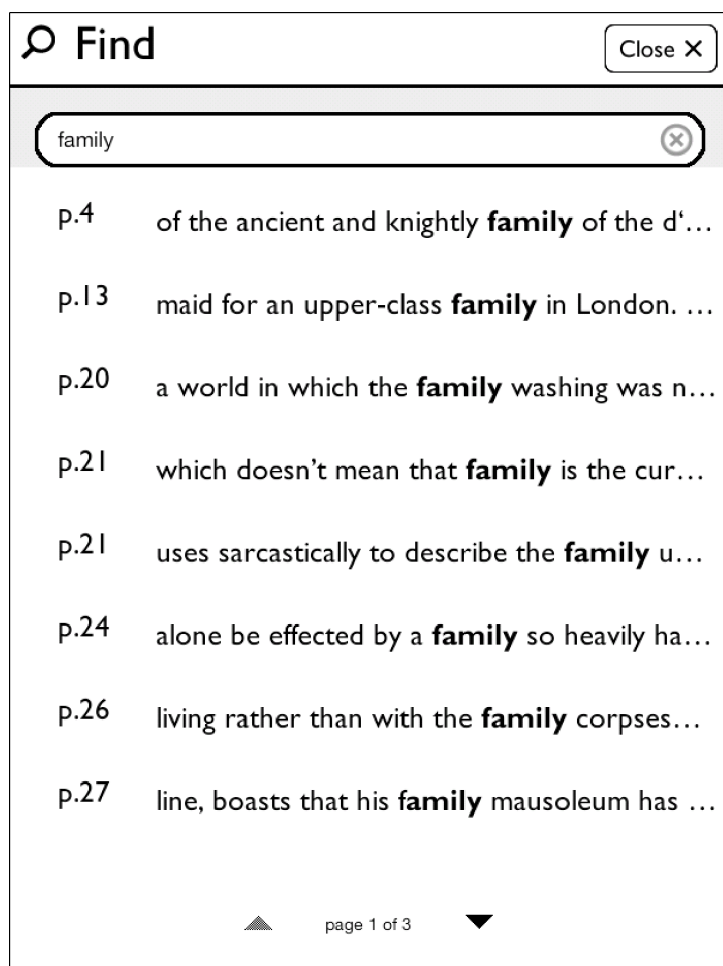 Find
Close ×
family
p.4 of the ancient and knightly family of the d‘…
p.13 maid for an upper-class family in London. …
p.20 a world in which the family washing was n…
p.21 which doesn’t mean that family is the cur…
p.21 uses sarcastically to describe the family u…
p.24 alone be effected by a family so heavily ha…
p.26 living rather than with the family corpses…
p.27 line, boasts that his family mausoleum has …
page 1 of 3